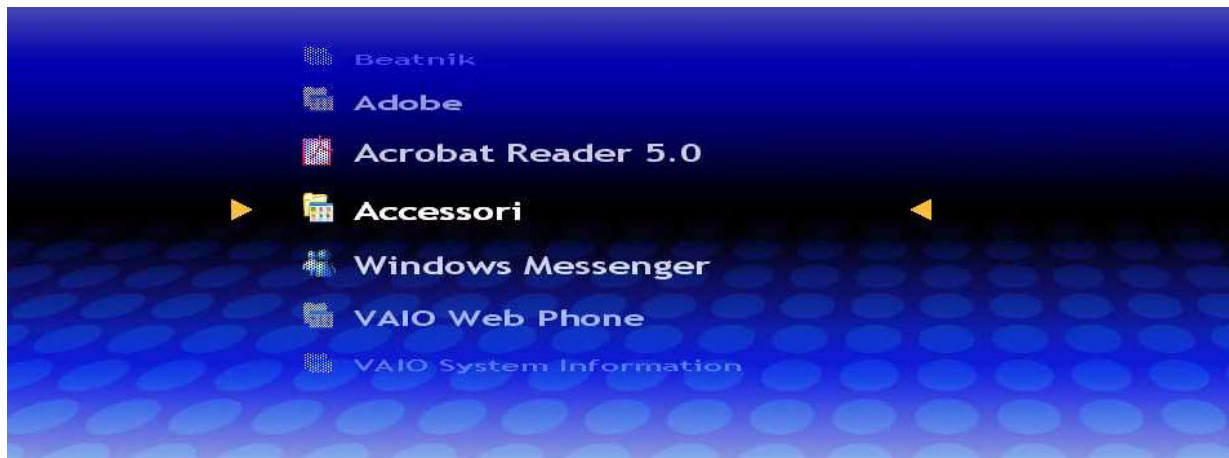 Beatnik
Adobe
Acrobat Reader 5.0
Accessori
Windows Messenger
VAIO Web Phone
VAIO System Information